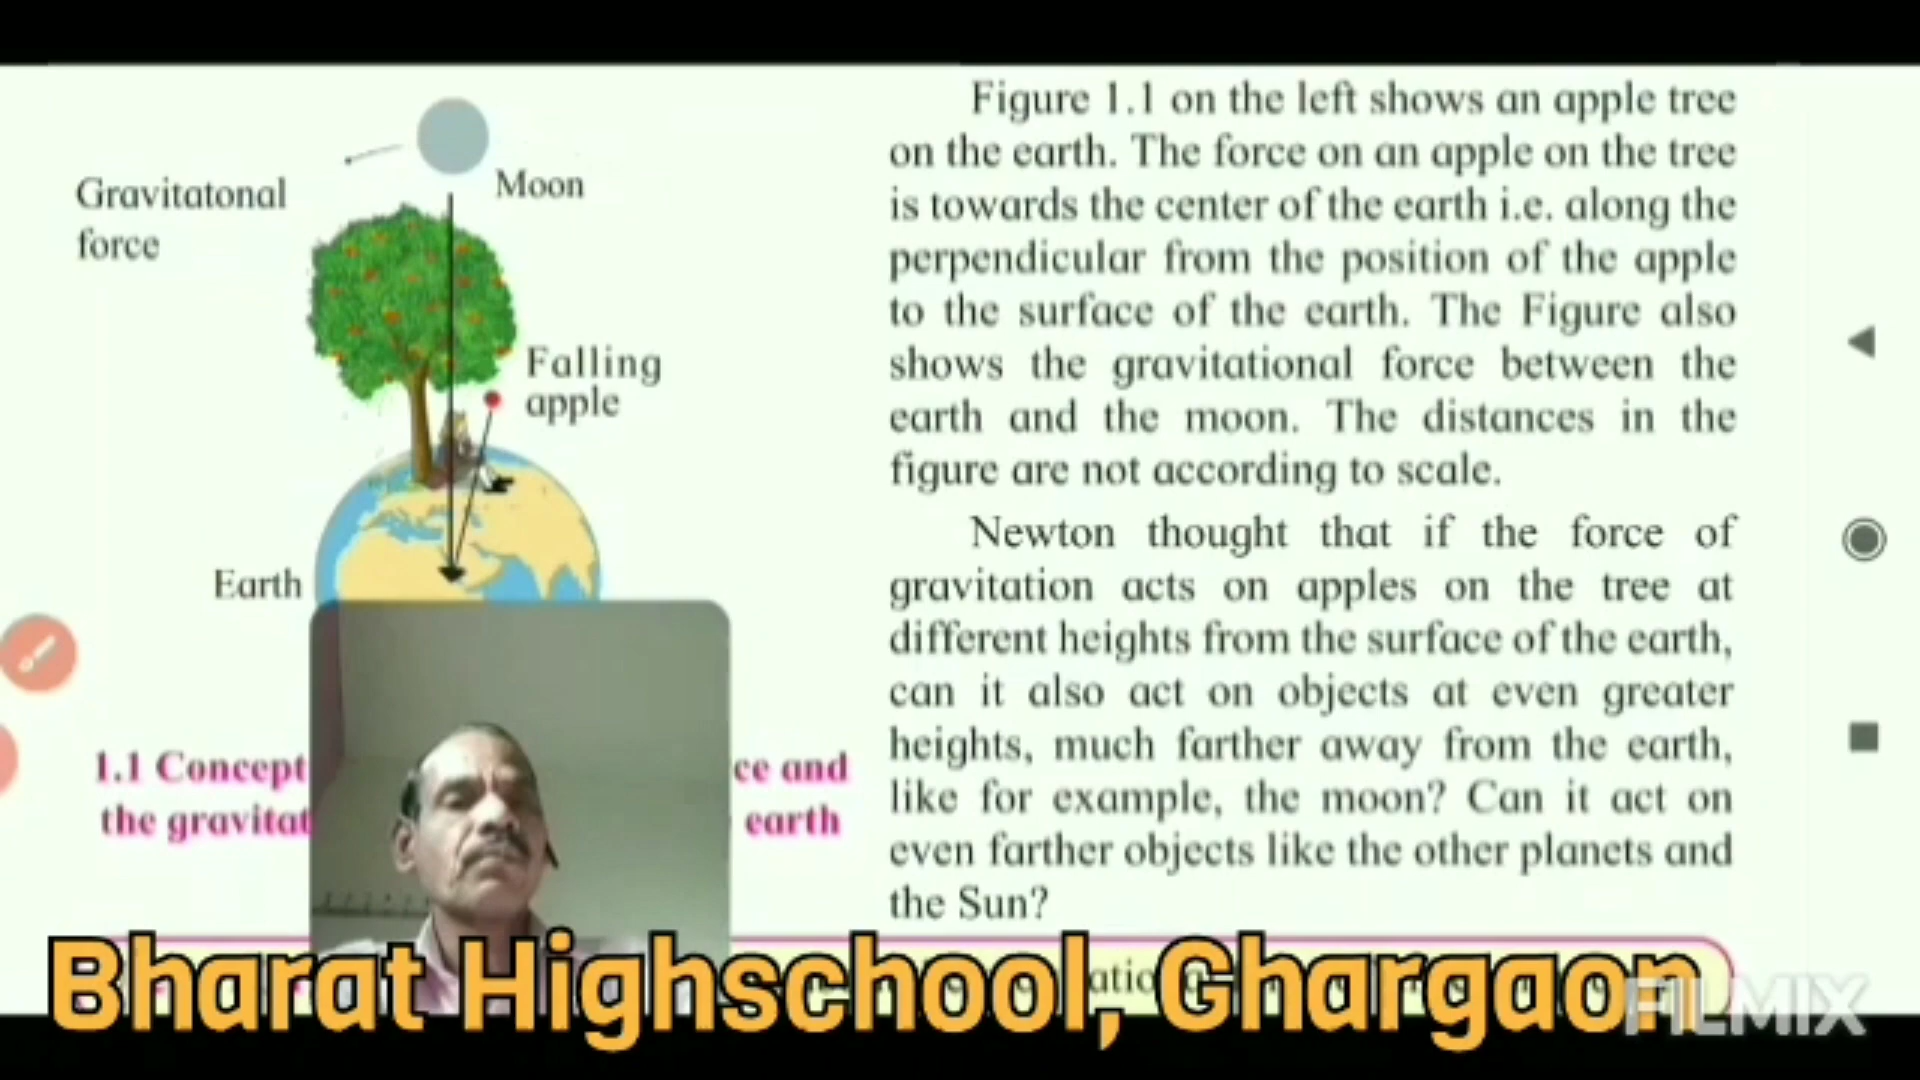 Gravitatonal
force
Moon
Falling
apple
Earth
1.1 Concept
ce and
the gravitat
earth
Figure 1.1 on the left shows an apple tree
on the earth. The force on an apple on the tree
is towards the center of the earth i.e. along the
perpendicular from the position of the apple
to the surface of the earth. The Figure also
shows the gravitational force between the
earth and the moon. The distances in the
figure are not according to scale.
Newton thought that if the force of
gravitation acts on apples on the tree at
different heights from the surface of the earth,
can it also act on objects at even greater
heights, much farther away from the earth,
like for example, the moon? Can it act on
even farther objects like the other planets and
the Sun?
Bharat Highschool, Ghargaon
FILMIX